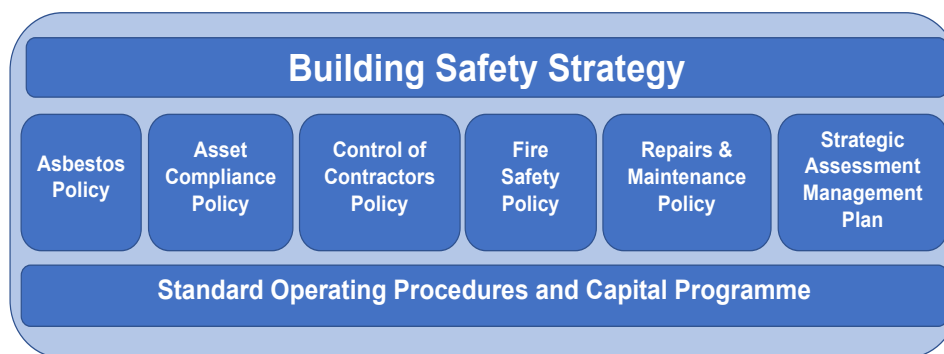 Building Safety Strategy
Asbestos
Policy
Asset
Compliance
Policy
Control of
Contractors
Policy
Fire
Safety
Policy
Repairs &
Maintenance
Policy
Strategic
Assessment
Management
Plan
Standard Operating Procedures and Capital Programme